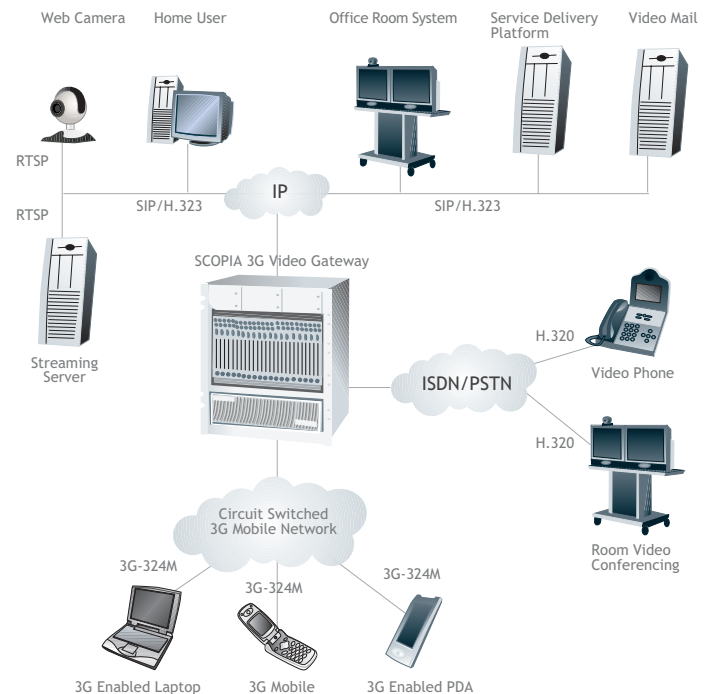 Web Camera
Home User
Office Room System
Service Delivery
Platform
Video Mail
RTSP
IP
RTSP
SIP/H.323
SIP/H.323
SCOPIA 3G Video Gateway
Streaming
Server
H.320
Video Phone
ISDN/PSTN
H.320
Room Video
Conferencing
Circuit Switched
3G Mobile Network
3G-324M
3G-324M
3G-324M
3G Enabled Laptop
3G Mobile
3G Enabled PDA